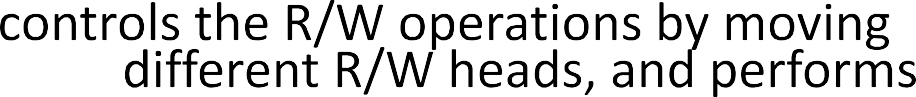 controls the R/W operations by moving
different R/W heads, and performs